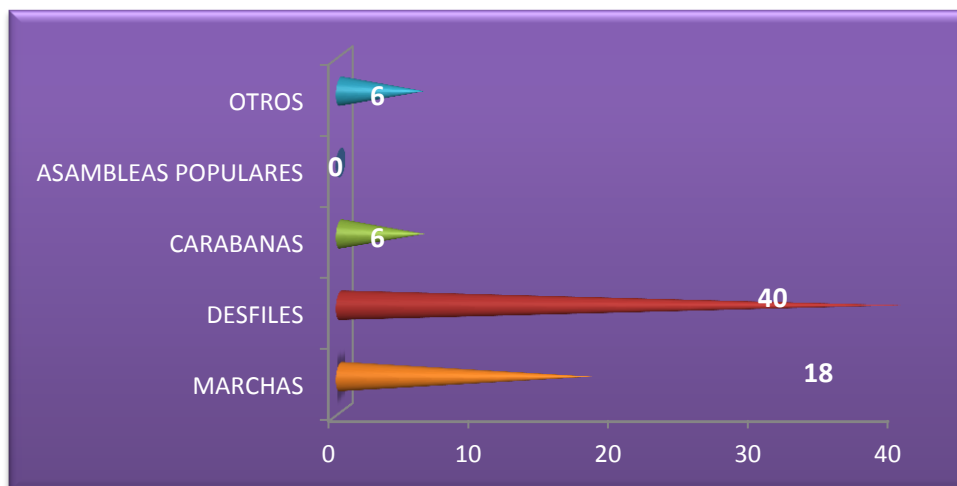 OTROS 6
ASAMBLEAS POPULARES 0
CARABANAS 6
DESFILES 40
MARCHAS 18
0 10 20 30 40